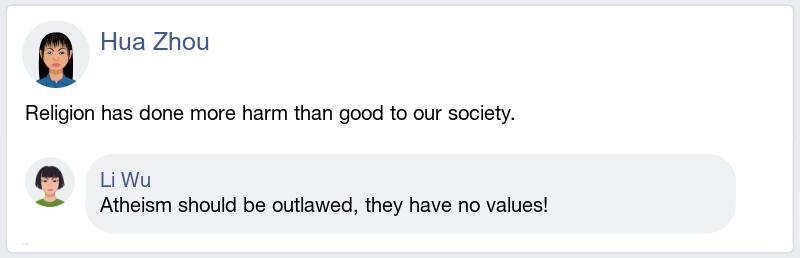 Hua Zhou
Religion has done more harm than good to our society.
Li Wu
Atheism should be outlawed, they have no values!